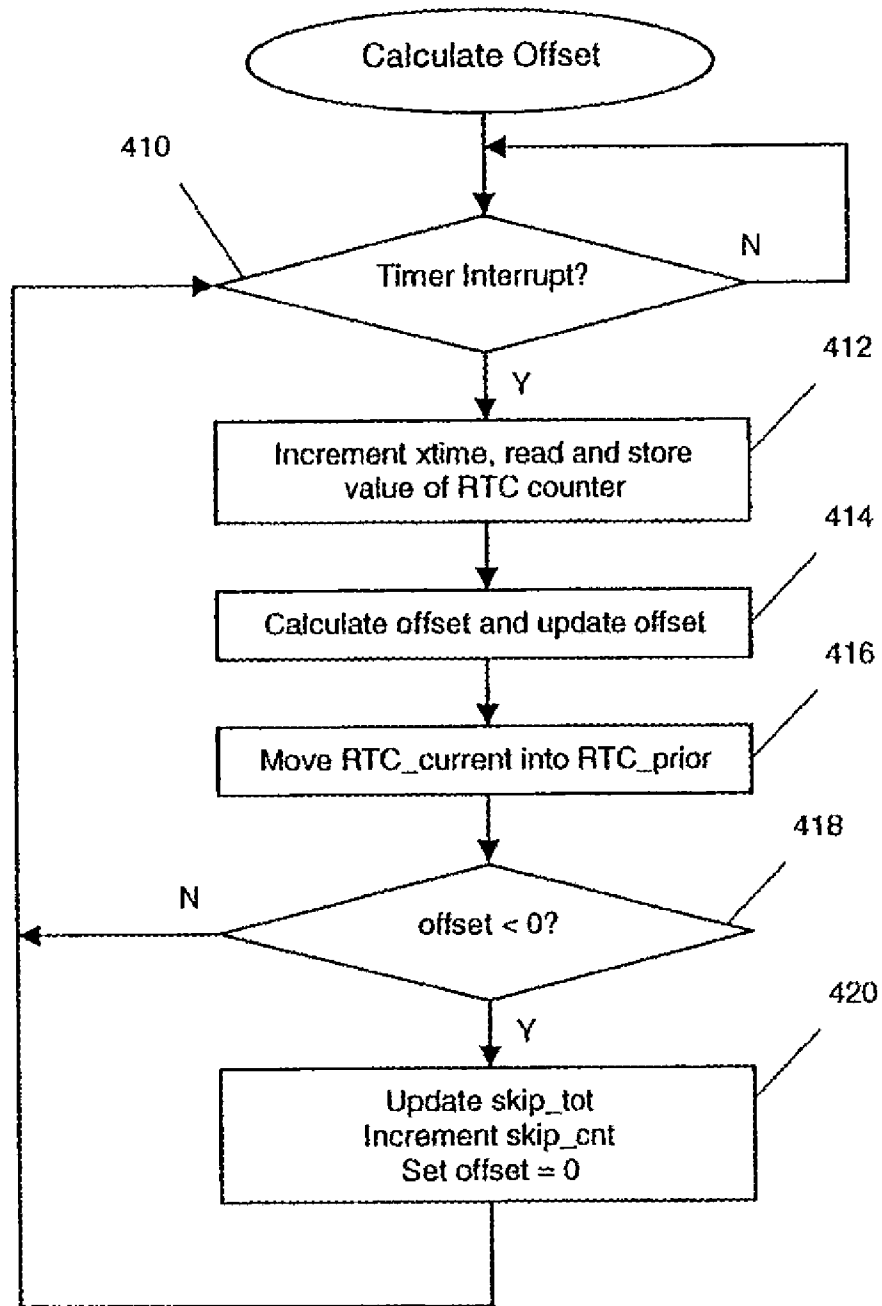 Calculate Offset
410
N
Timer Interrupt?
Y
412
Increment xtime, read and store
value of RTC counter
414
Calculate offset and update offset
416
Move RTC_current into RTC_prior
418
N
offset < 0?
Y
420
Update skip_tot
Increment skip_cnt
Set offset = 0